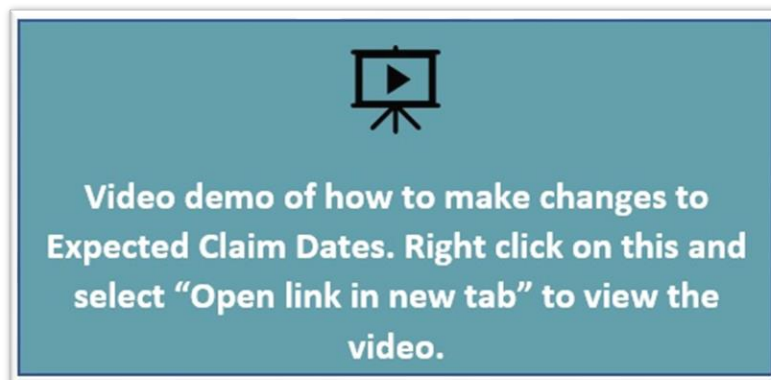 Video demo of how to make changes to
Expected Claim Dates. Right click on this and
select “Open link in new tab” to view the
video.